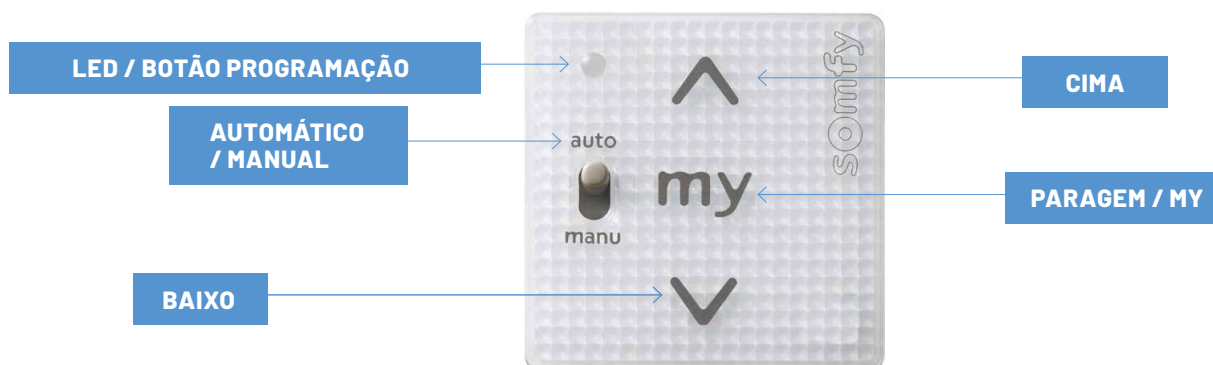 LED / BOTÃO PROGRAMAÇÃO
CIMA
AUTOMÁTICO
/ MANUAL
auto
my
manu
PARAGEM / MY
BAIXO
somfy